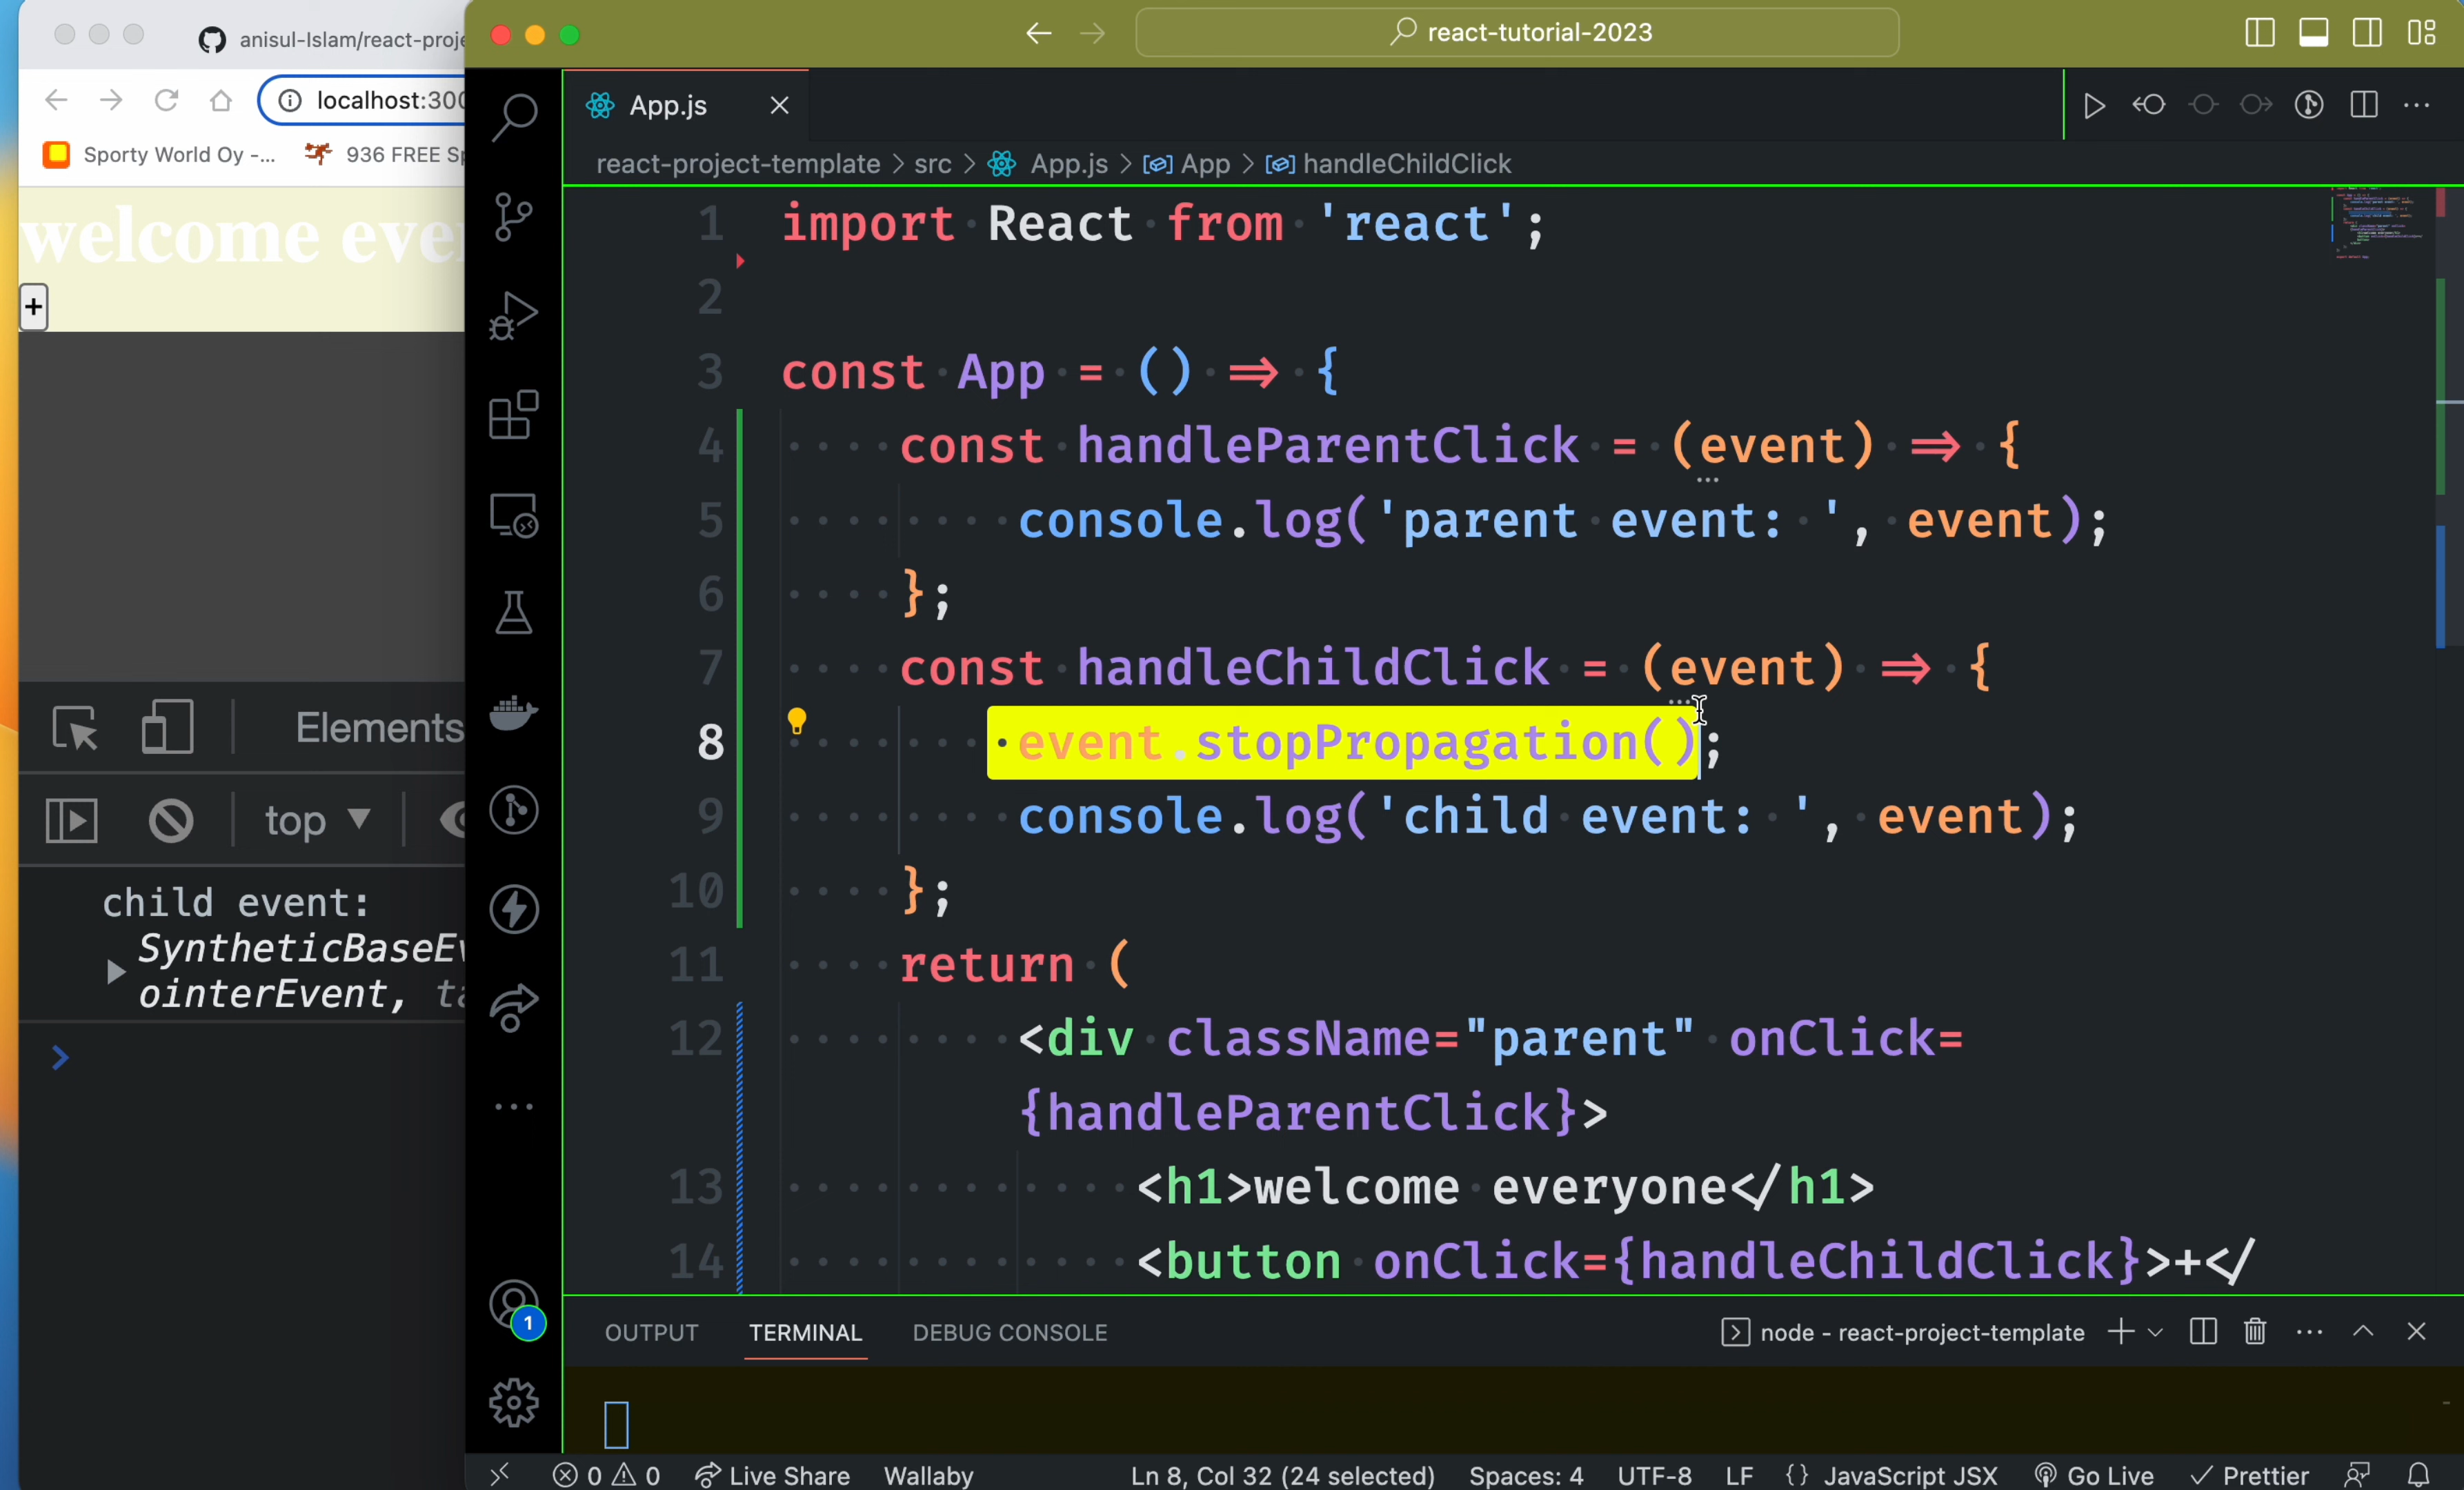 anisul-Islam/react-proje
localhost:300
Sporty World Oy -...
936 FREE Sp
welcome ever
+
Elements
top
child event:
SyntheticBaseEv
ointerEvent, ta
react-tutorial-2023
App.js
react-project-template > src > App.js > App > handleChildClick
1 import React from 'react';
2
3 const App = () => {
4 const handleParentClick = (event) => {
5 console.log('parent event: ', event);
6 };
7 const handleChildClick = (event) => {
8 event.stopPropagation();
9 console.log('child event: ', event);
10 };
11 return (
12 <div className="parent" onClick=
{handleParentClick}>
13 <h1>welcome everyone</h1>
14 <button onClick={handleChildClick}>+</
1
OUTPUT TERMINAL DEBUG CONSOLE
node - react-project-template
0 0 Live Share Wallaby Ln 8, Col 32 (24 selected) Spaces: 4 UTF-8 LF {} JavaScript JSX Go Live Prettier